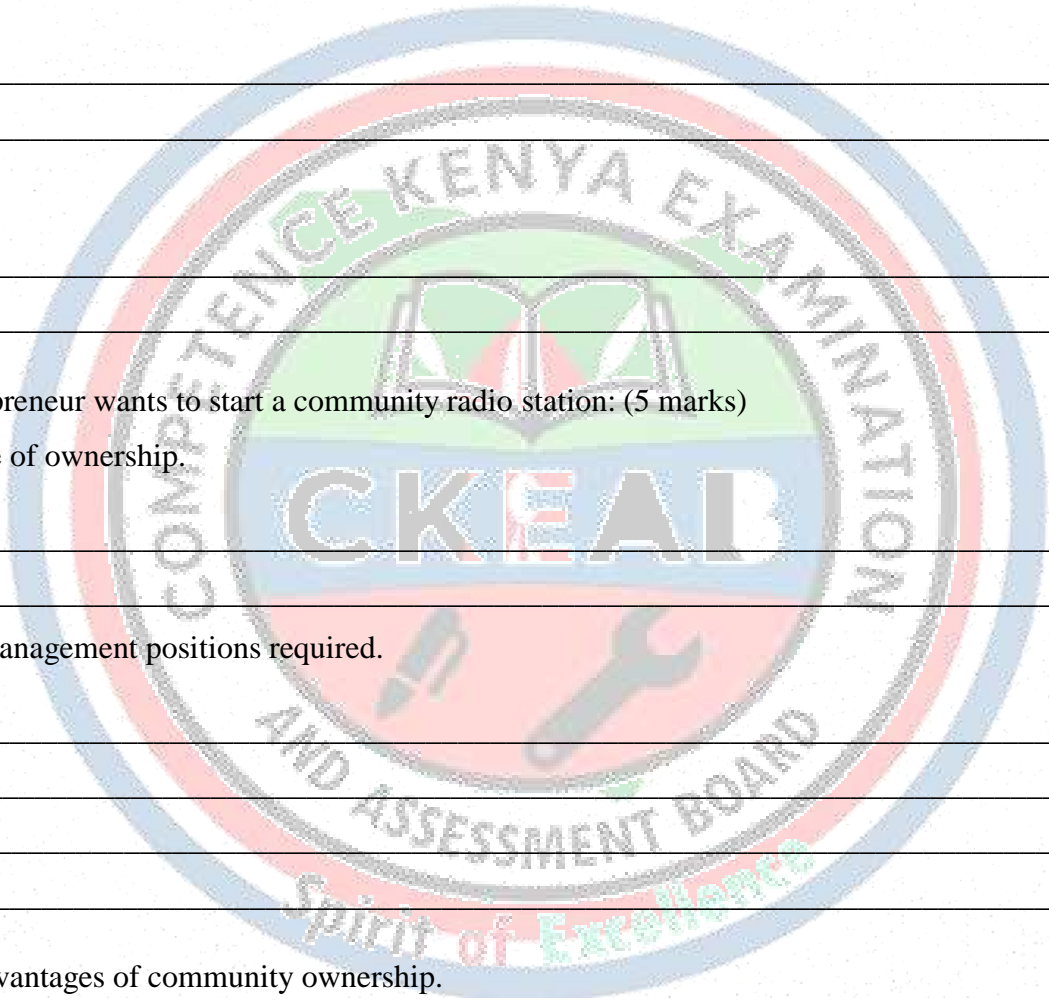 COMPETENCE KENYA EXAMINATION
preneur wants to start a community radio station: (5 marks)
e of ownership.
CKEAB
anagement positions required.
AND ASSESSMENT BOARD
Spirit of Excellence
vantages of community ownership.